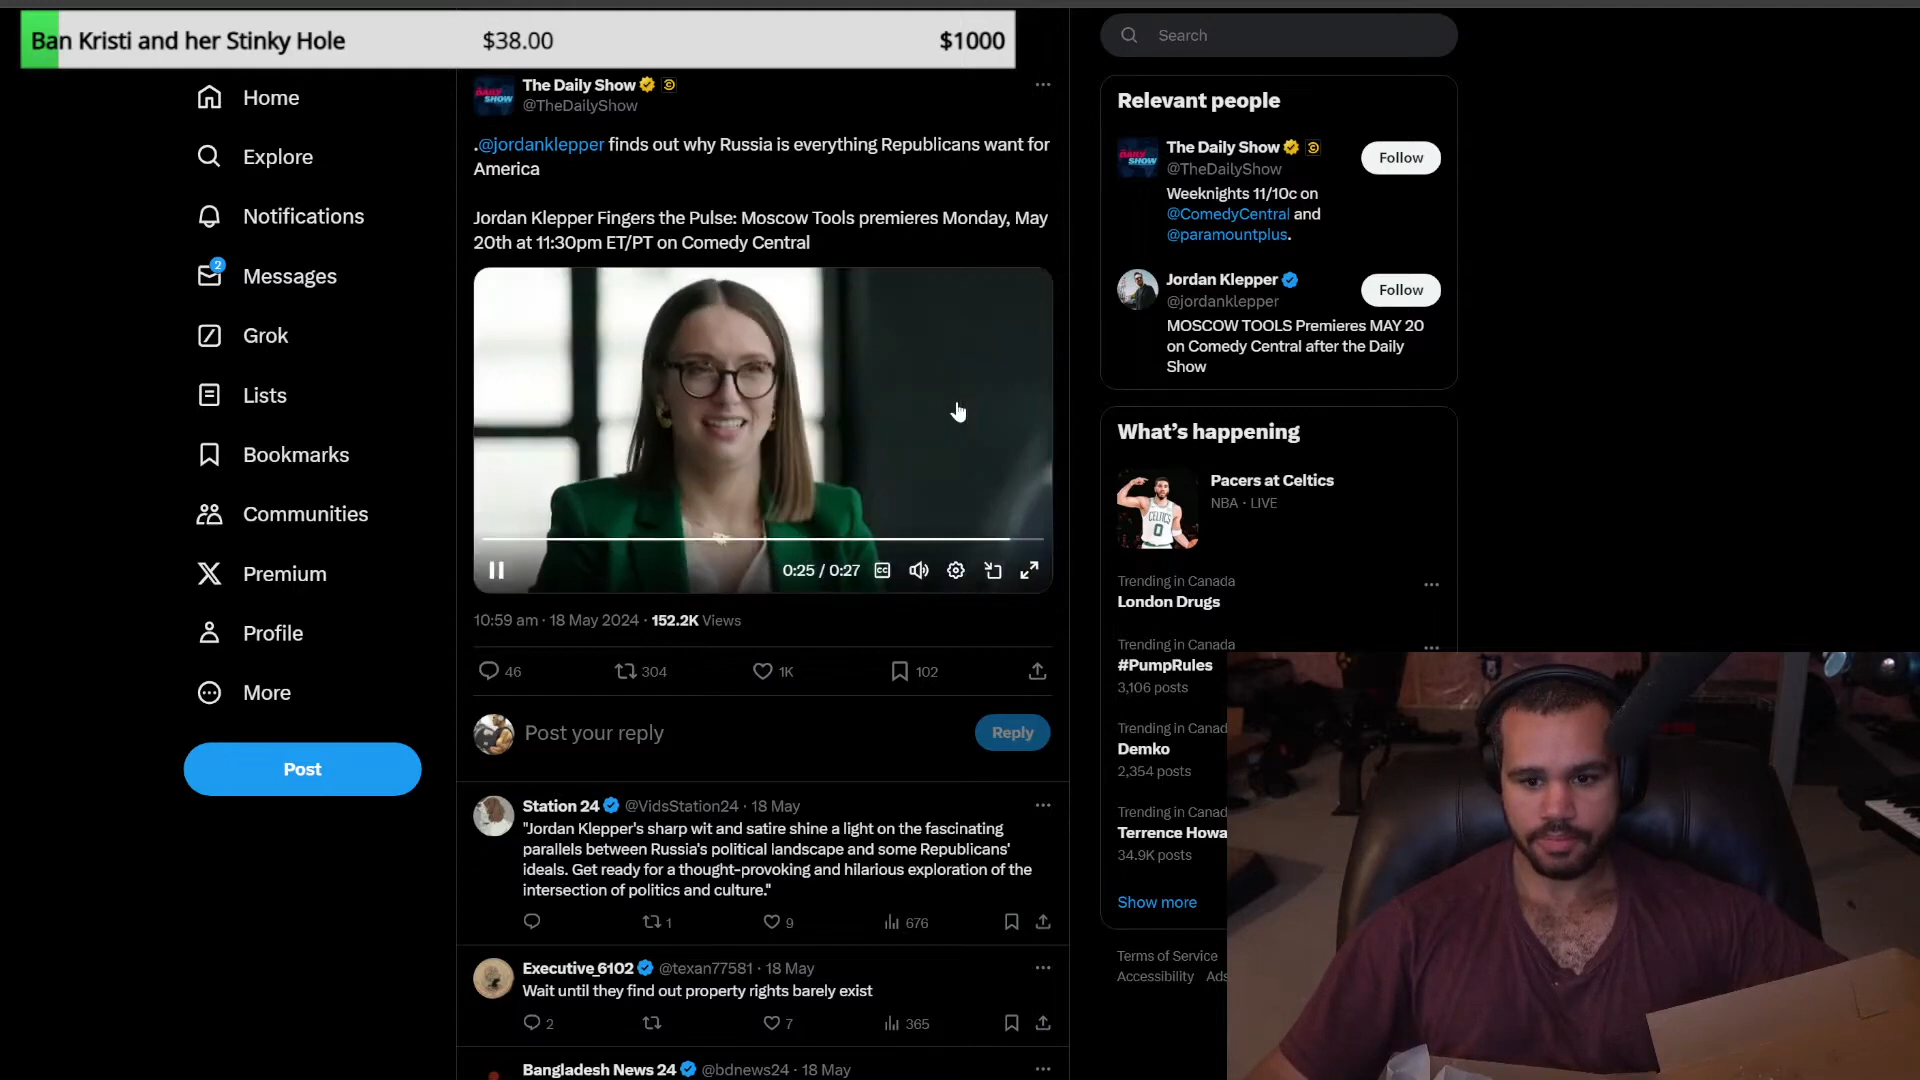 Ban Kristi and her Stinky Hole $38.00 $1000
Home
Explore
Notifications
2
Messages
Grok
Lists
Bookmarks
Communities
Premium
Profile
More
Post
DAILY SHOW
The Daily Show
@TheDailyShow
.@jordanklepper finds out why Russia is everything Republicans want for
America
Jordan Klepper Fingers the Pulse: Moscow Tools premieres Monday, May
20th at 11:30pm ET/PT on Comedy Central
0:25 / 0:27
10:59 am · 18 May 2024 · 152.2K Views
46 304 1K 102
Post your reply
Reply
Station 24 @VidsStation24 · 18 May
"Jordan Klepper's sharp wit and satire shine a light on the fascinating
parallels between Russia's political landscape and some Republicans'
ideals. Get ready for a thought-provoking and hilarious exploration of the
intersection of politics and culture."
1 9 676
Executive_6102 @texan77581 · 18 May
Wait until they find out property rights barely exist
2 7 365
Bangladesh News 24 @bdnews24 · 18 May
Search
Relevant people
DAILY SHOW
The Daily Show
@TheDailyShow
Follow
Weeknights 11/10c on
@ComedyCentral and
@paramountplus.
Jordan Klepper
@jordanklepper
Follow
MOSCOW TOOLS Premieres MAY 20
on Comedy Central after the Daily
Show
What's happening
CELTICS
0
Pacers at Celtics
NBA · LIVE
Trending in Canada
London Drugs
Trending in Canada
#PumpRules
3,106 posts
Trending in Canad
Demko
2,354 posts
Trending in Canad
Terrence Howa
34.9K posts
Show more
Terms of Service
Accessibility Ads